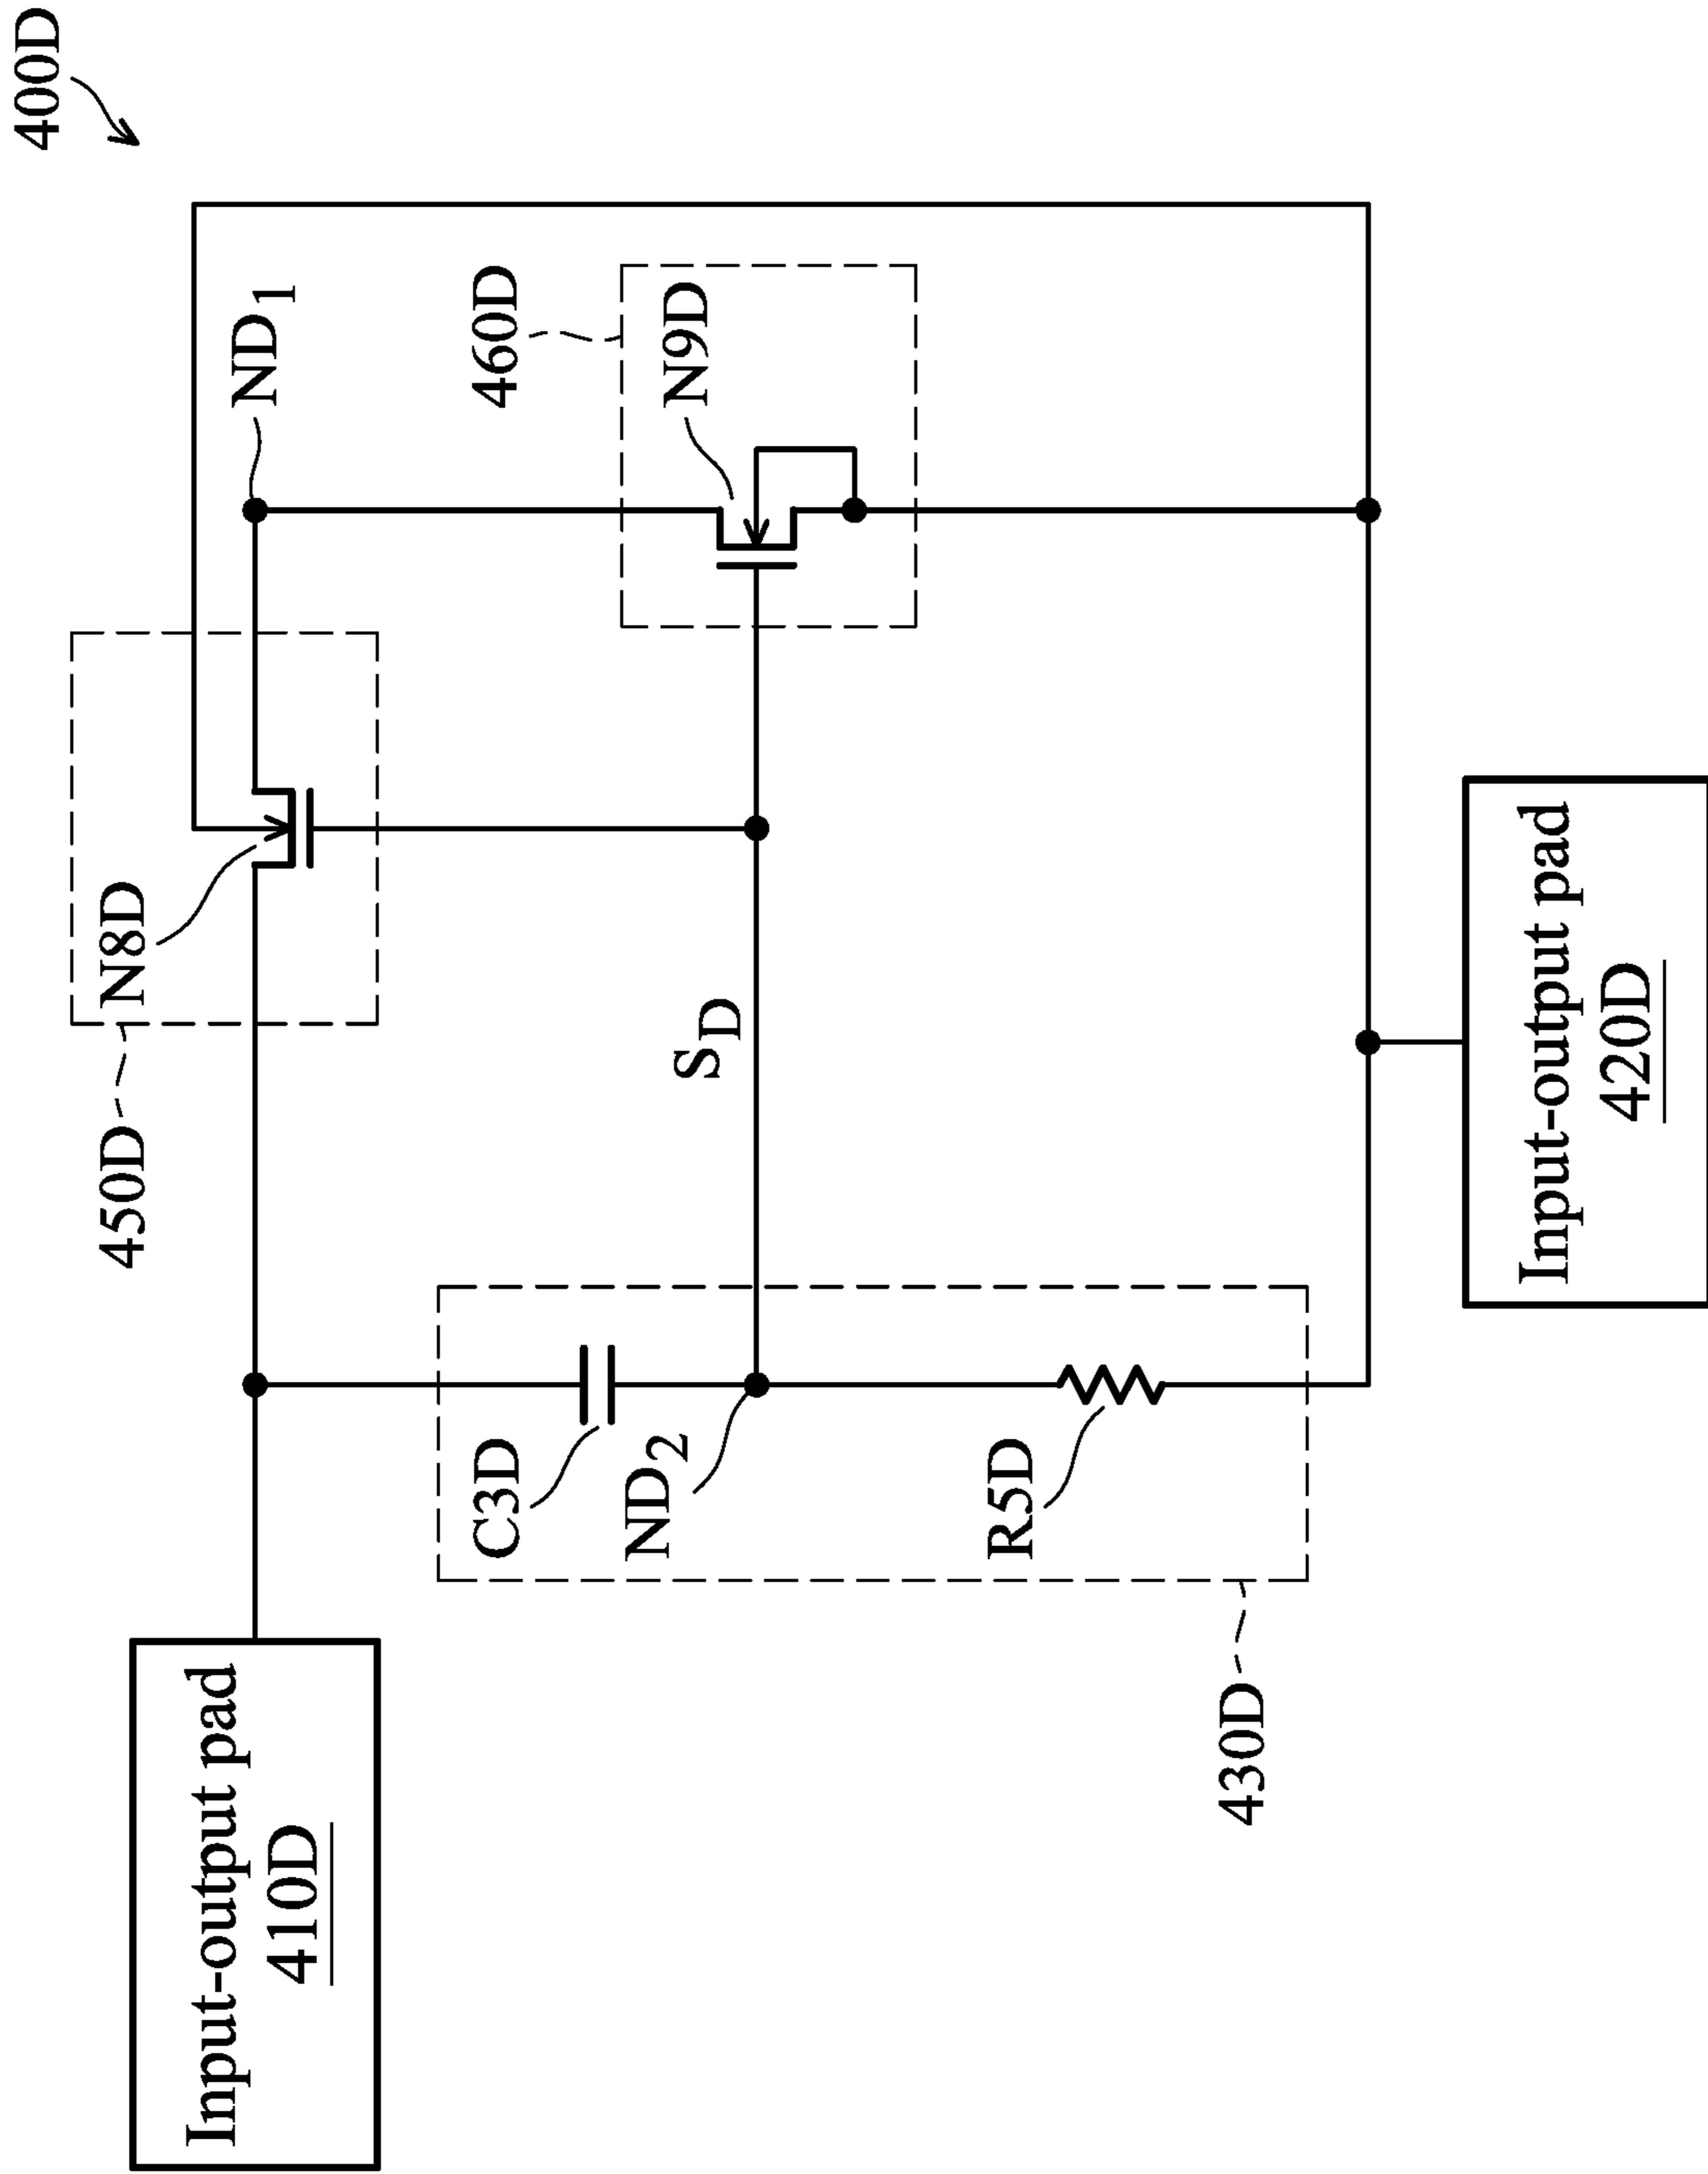 400D
450D
N8D
ND1
460D
N9D
Input-output pad
410D
C3D
ND2
SD
R5D
430D
Input-output pad
420D